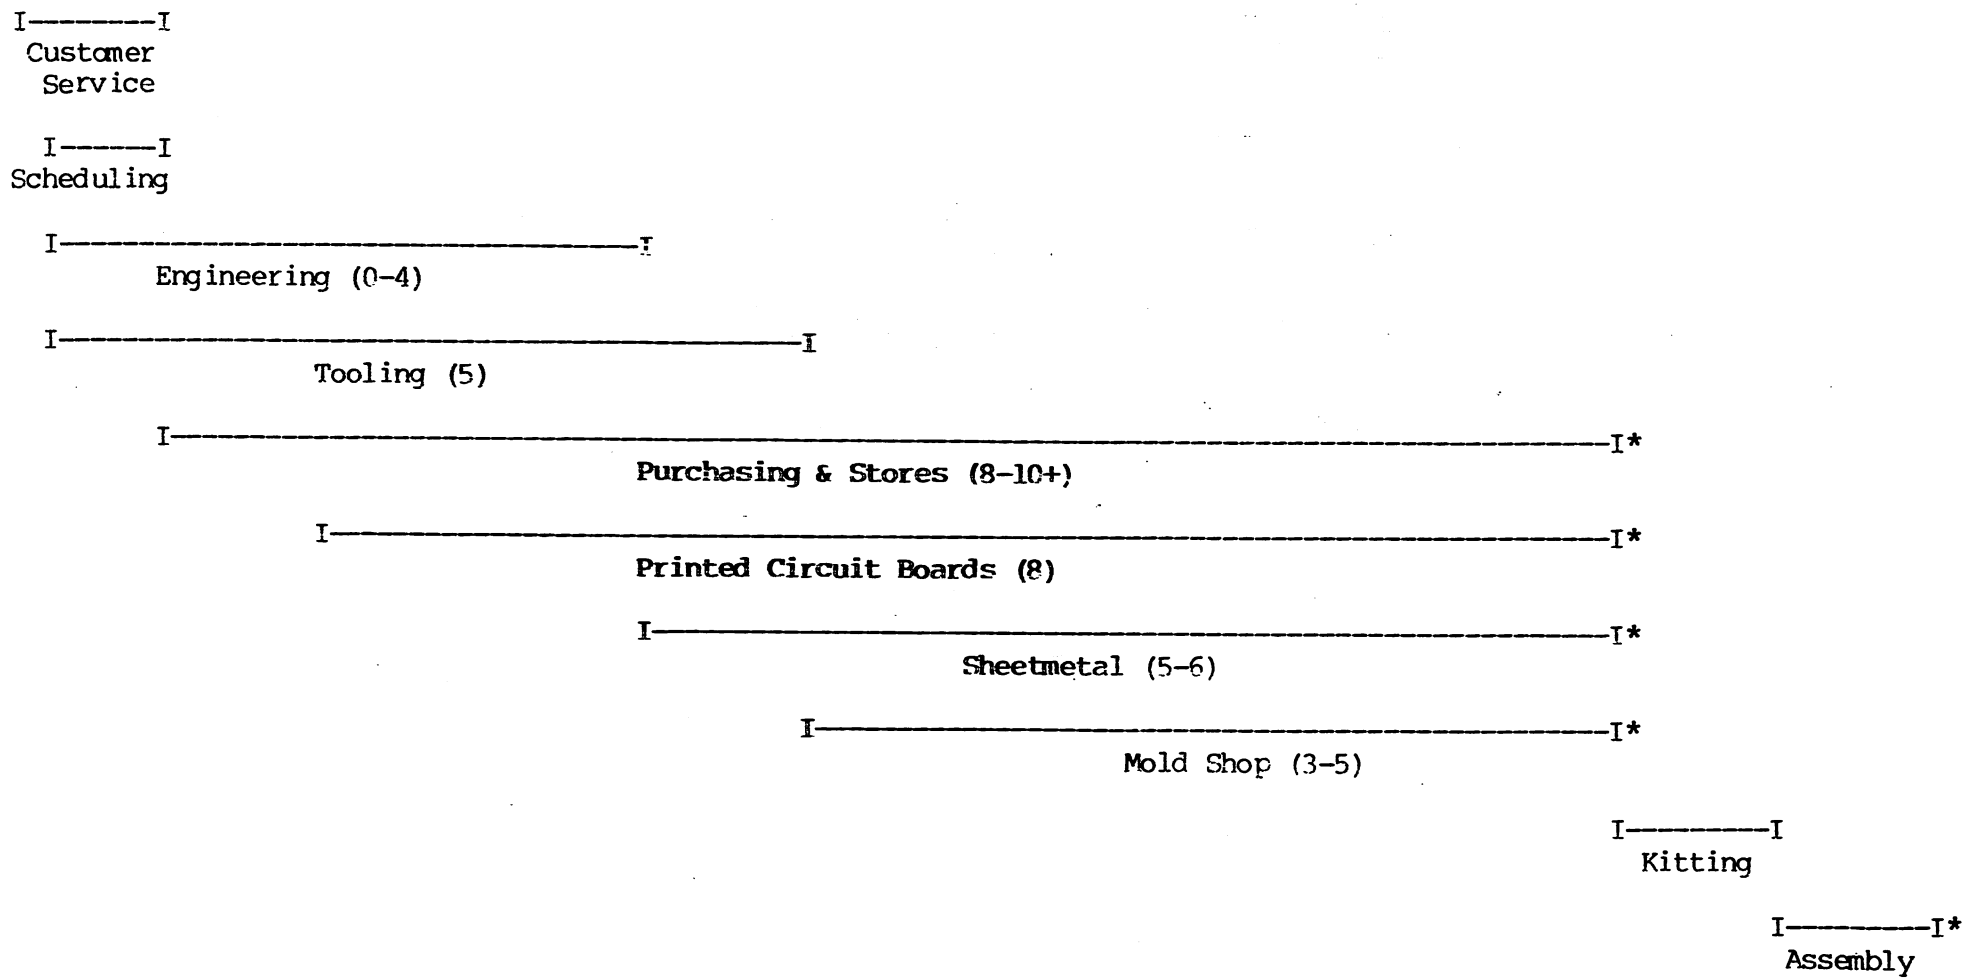 I--------I
Customer
Service
I------I
Scheduling
I------------------------------------I
Engineering (0-4)
I----------------------------------------------I
Tooling (5)
I------------------------------------------------------------------------------------------I*
Purchasing & Stores (8-10+)
I--------------------------------------------------------------------------------I*
Printed Circuit Boards (8)
I------------------------------------------------------------I*
Sheetmetal (5-6)
I--------------------------------------------------I*
Mold Shop (3-5)
I---------I
Kitting
I---------I*
Assembly